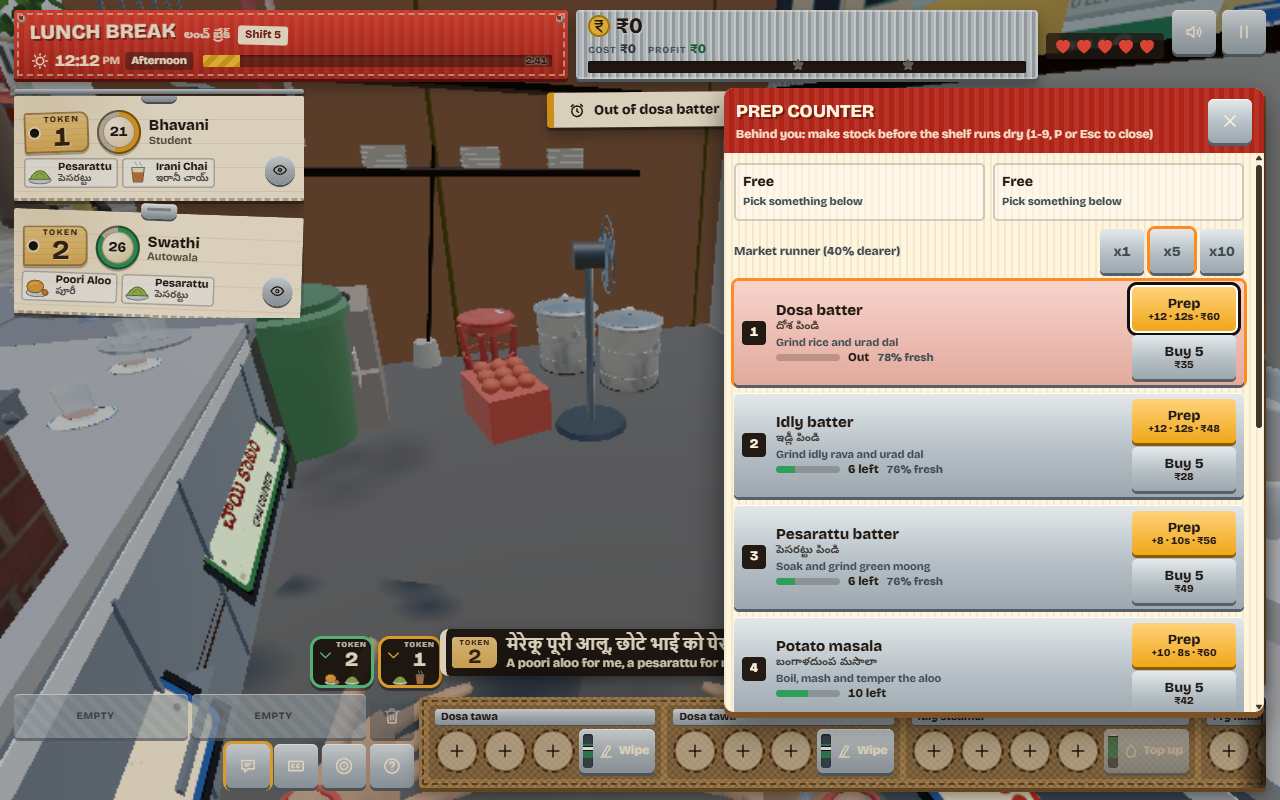 LUNCH BREAK లంచ్ బ్రేక్ Shift 5
12:12 PM Afternoon 2:41
₹ ₹0
COST ₹0 PROFIT ₹0
TOKEN
1
21
Bhavani
Student
Pesarattu
పెసరట్టు
Irani Chai
ఇరానీ చాయ్
TOKEN
2
26
Swathi
Autowala
Poori Aloo
పూరీ
Pesarattu
పెసరట్టు
Out of dosa batter
PREP COUNTER
Behind you: make stock before the shelf runs dry (1-9, P or Esc to close)
Free
Pick something below
Free
Pick something below
Market runner (40% dearer)
x1
x5
x10
1
Dosa batter
దోశ పిండి
Grind rice and urad dal
Out 78% fresh
Prep
+12 · 12s · ₹60
Buy 5
₹35
2
Idly batter
ఇడ్లీ పిండి
Grind idly rava and urad dal
6 left 76% fresh
Prep
+12 · 12s · ₹48
Buy 5
₹28
3
Pesarattu batter
పెసరట్టు పిండి
Soak and grind green moong
6 left 76% fresh
Prep
+8 · 10s · ₹56
Buy 5
₹49
4
Potato masala
బంగాళదుంప మసాలా
Boil, mash and temper the aloo
10 left
Prep
+10 · 8s · ₹60
Buy 5
₹42
TOKEN
2
TOKEN
1
TOKEN
2
मेरेकू पूरी आलू, छोटे भाई को
A poori aloo for me, a pesarattu for
EMPTY
EMPTY
Dosa tawa
Wipe
Dosa tawa
Wipe
Top up